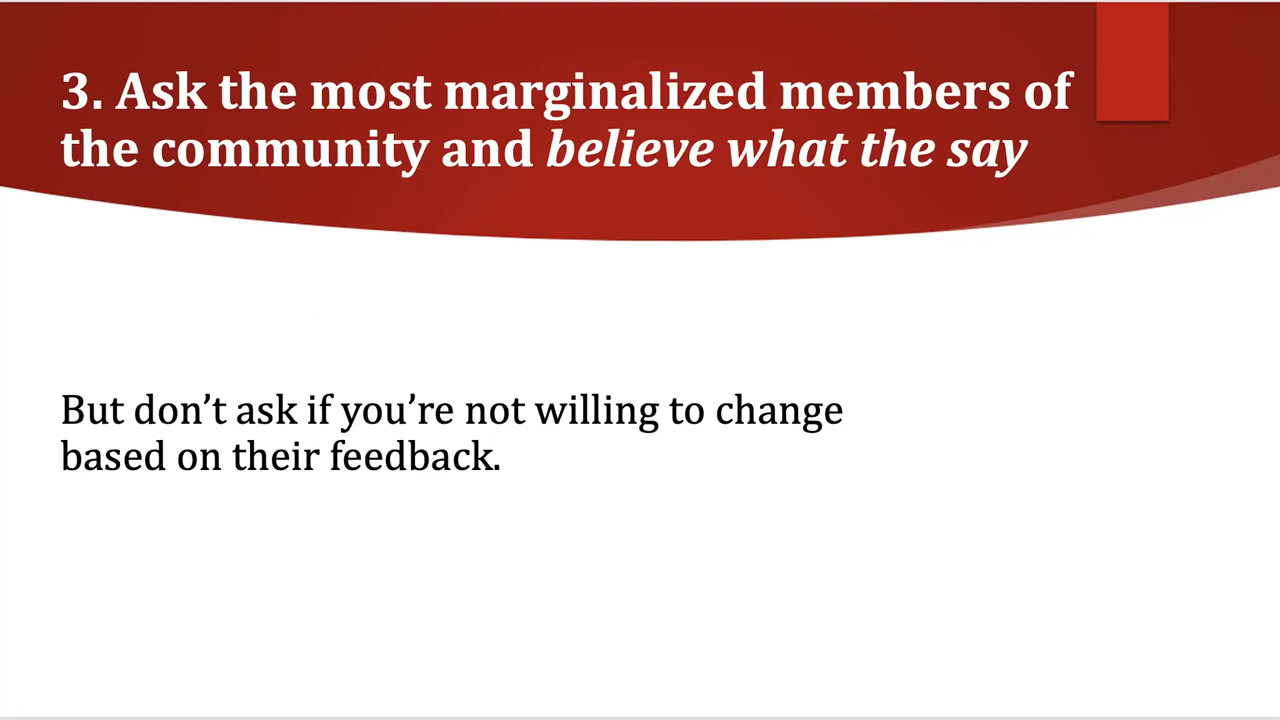 3. Ask the most marginalized members of
the community and believe what the say
But don’t ask if you’re not willing to change
based on their feedback.